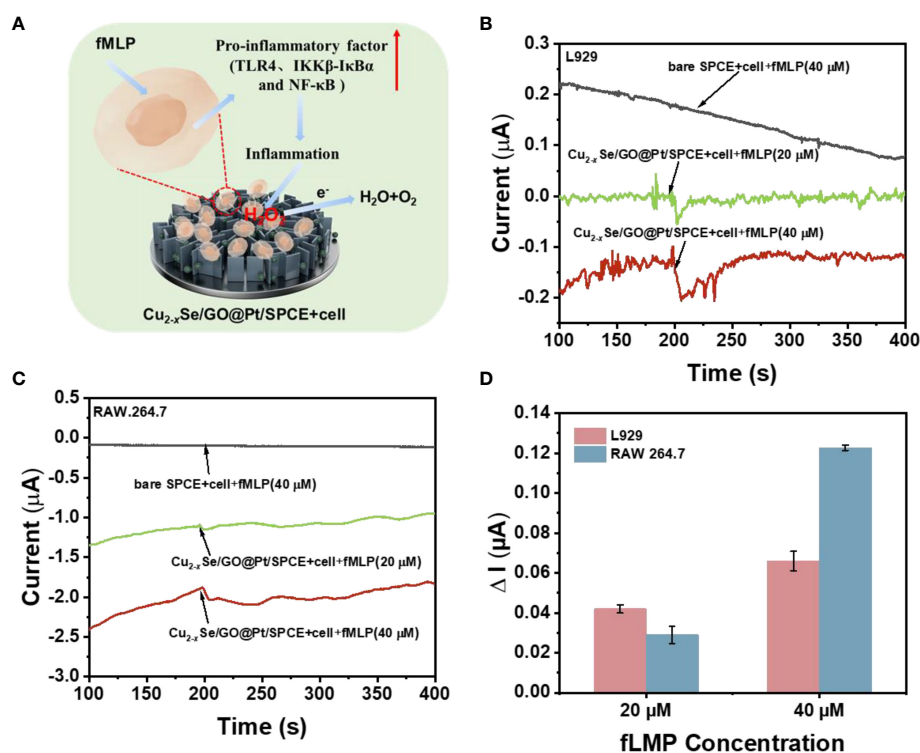 A
fMLP
Pro-inflammatory factor
(TLR4、IKKβ-IκBα
and NF-κB )
Inflammation
e-
H2O2
H2O+O2
Cu2-xSe/GO@Pt/SPCE+cell
B
L929
bare SPCE+cell+fMLP(40 μM)
Cu2-xSe/GO@Pt/SPCE+cell+fMLP(20 μM)
Cu2-xSe/GO@Pt/SPCE+cell+fMLP(40 μM)
Current (μA)
0.3
0.2
0.1
0.0
-0.1
-0.2
100 150 200 250 300 350 400
Time (s)
C
RAW.264.7
bare SPCE+cell+fMLP(40 μM)
Cu2-xSe/GO@Pt/SPCE+cell+fMLP(20 μM)
Cu2-xSe/GO@Pt/SPCE+cell+fMLP(40 μM)
Current (μA)
0.5
0.0
-0.5
-1.0
-1.5
-2.0
-2.5
-3.0
100 150 200 250 300 350 400
Time (s)
D
L929
RAW 264.7
Δ I (μA)
0.14
0.12
0.10
0.08
0.06
0.04
0.02
0.00
20 μM 40 μM
fLMP Concentration